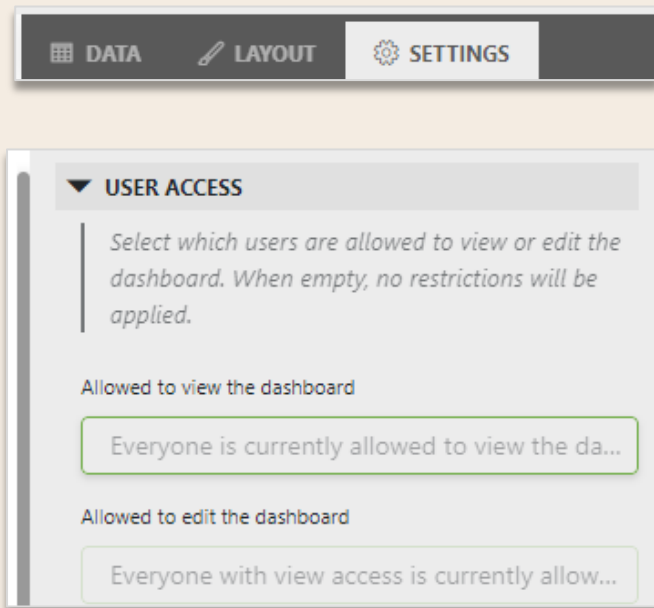 DATA LAYOUT SETTINGS
USER ACCESS
Select which users are allowed to view or edit the
dashboard. When empty, no restrictions will be
applied.
Allowed to view the dashboard
Everyone is currently allowed to view the da...
Allowed to edit the dashboard
Everyone with view access is currently allow...